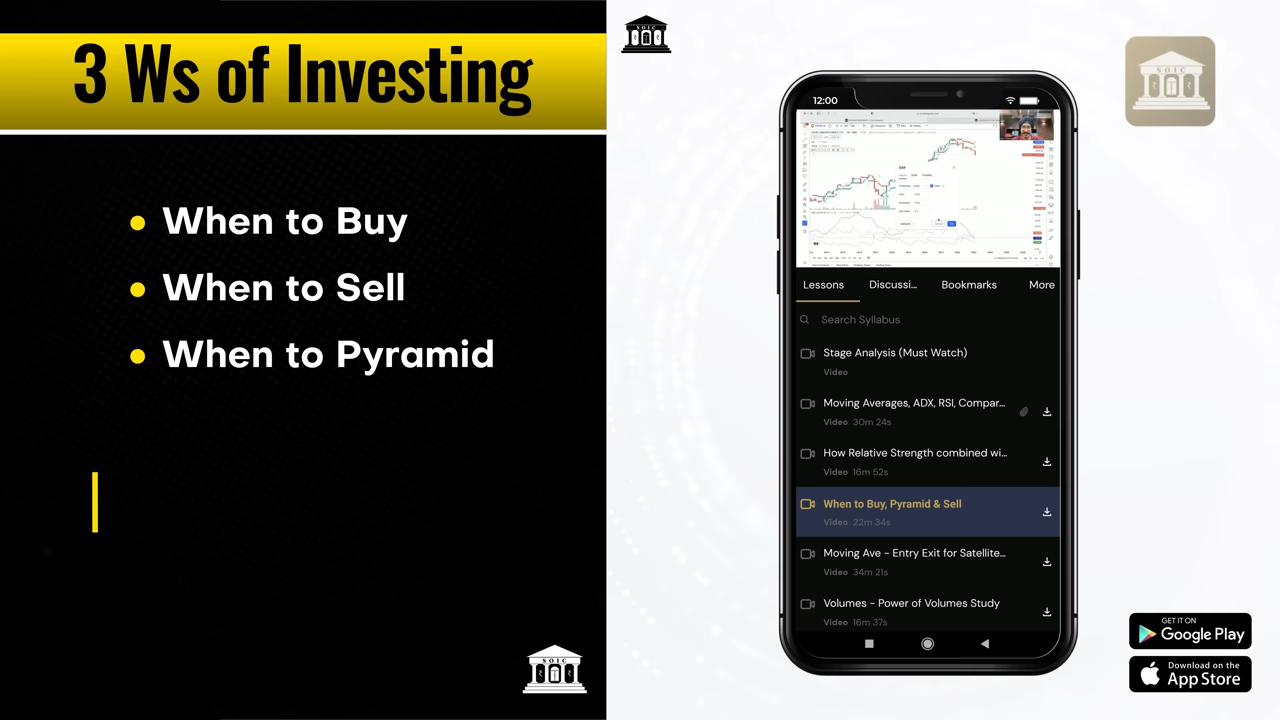 3 Ws of Investing
When to Buy
When to Sell
When to Pyramid
SOIC
SOIC
SOIC
12:00
Lessons
Discussi...
Bookmarks
More
Search Syllabus
Stage Analysis (Must Watch)
Video
Moving Averages, ADX, RSI, Compar...
Video 30m 24s
How Relative Strength combined wi...
Video 16m 52s
When to Buy, Pyramid & Sell
Video 22m 34s
Moving Ave - Entry Exit for Satellite...
Video 34m 21s
Volumes - Power of Volumes Study
Video 16m 37s
GET IT ON
Google Play
Download on the
App Store